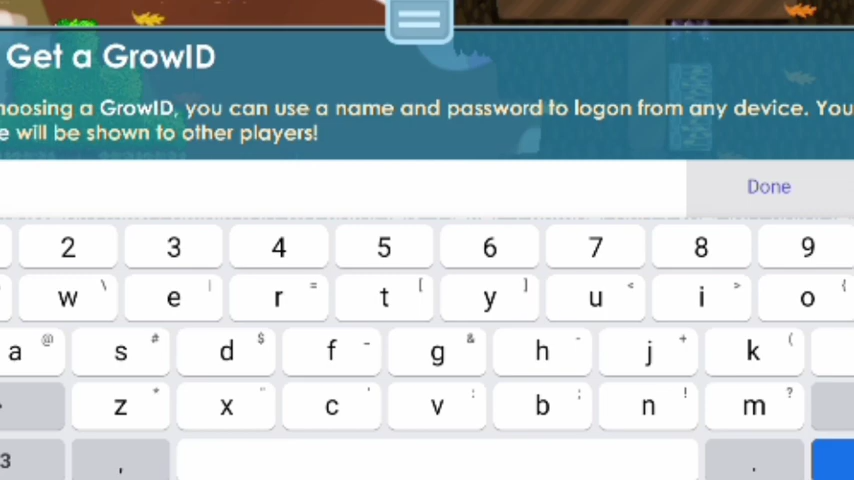 Get a GrowID
hoosing a GrowID, you can use a name and password to logon from any device. You
e will be shown to other players!
Done
2 3 4 5 6 7 8 9
w \ e | r = t [ y ] u < i > o {
a @ s # d $ f - g & h - j + k (
z * x " c ' v : b ; n ! m ?
3 , .